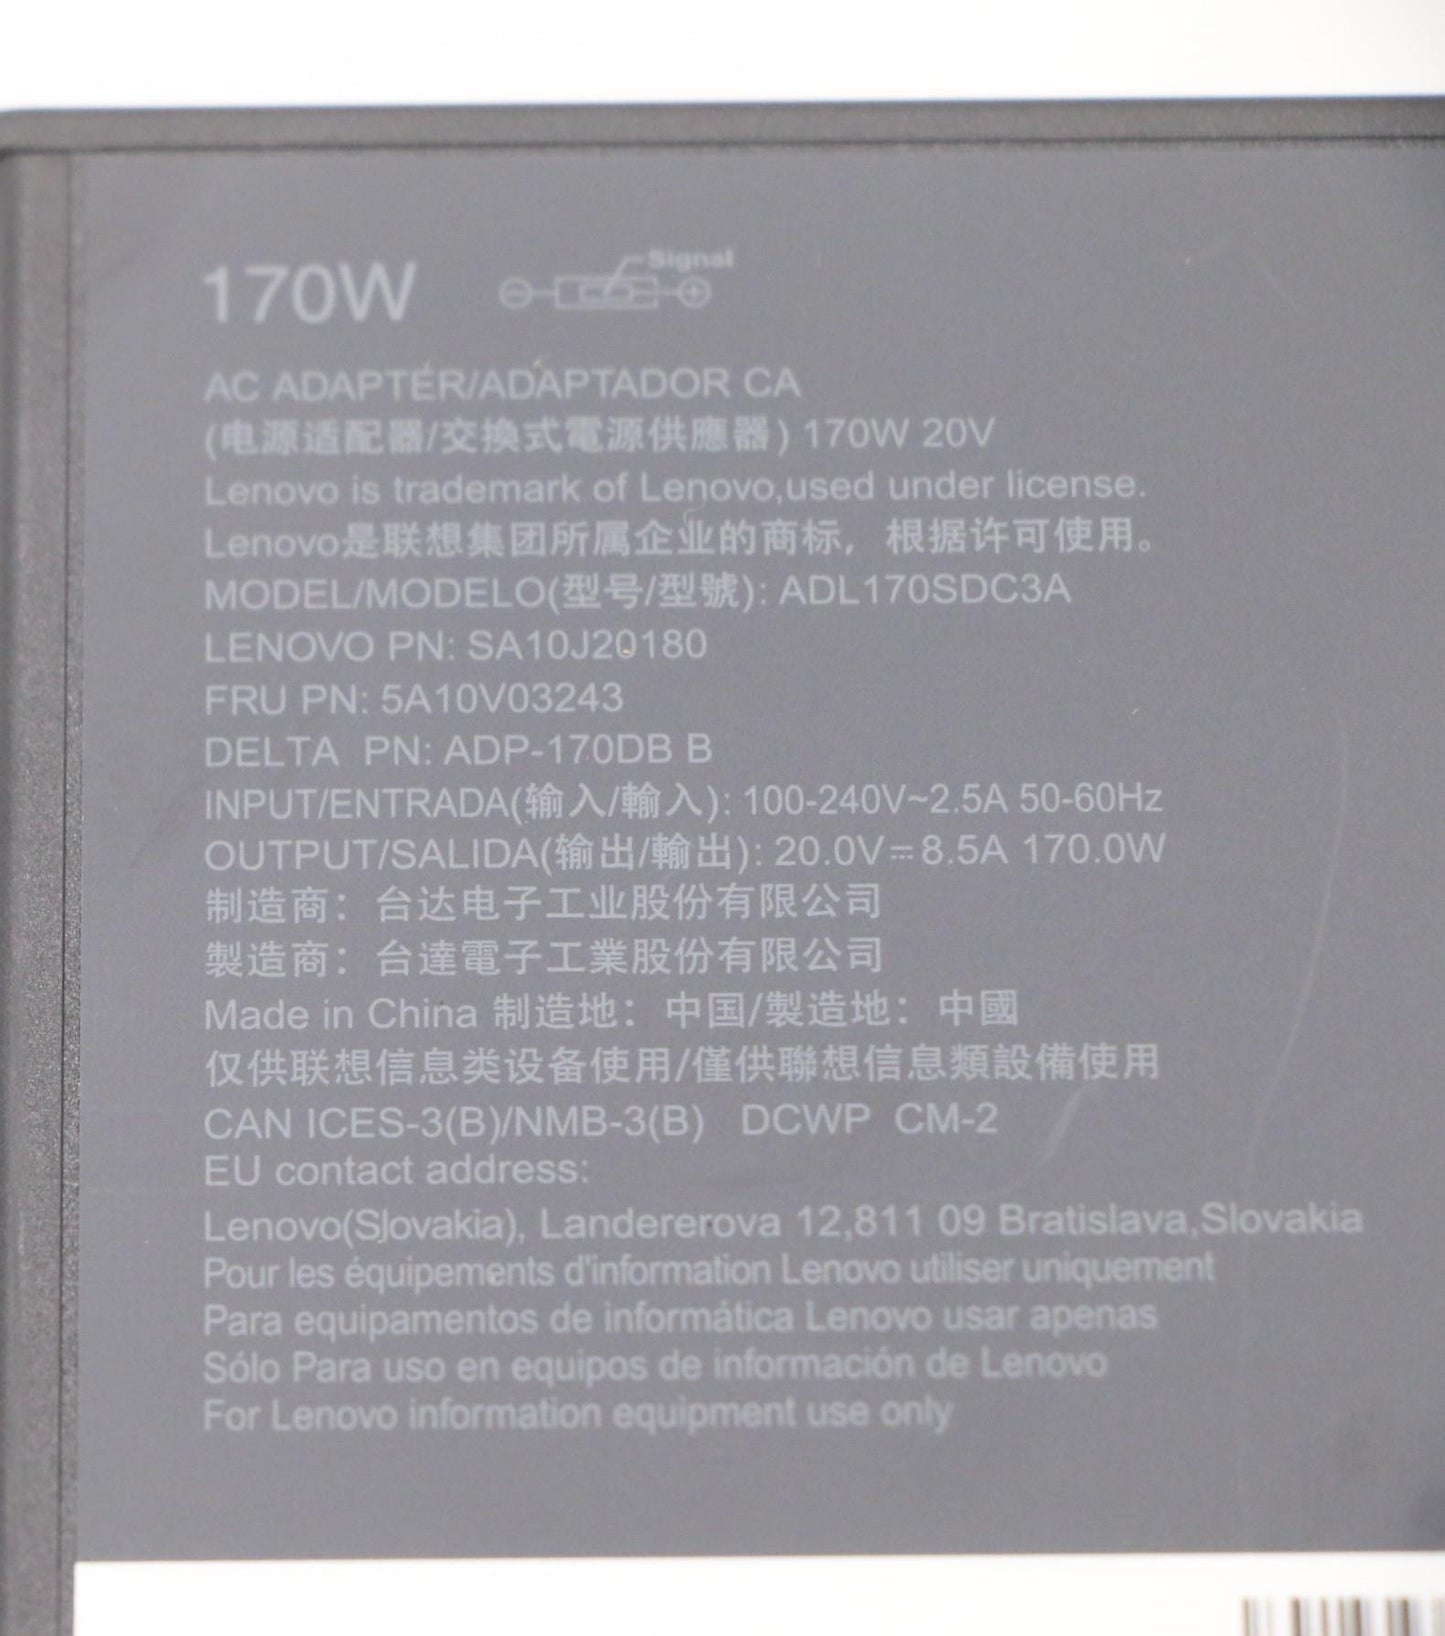 170W
Signal
AC ADAPTER/ADAPTADOR CA
(电源适配器/交換式電源供應器) 170W 20V
Lenovo is trademark of Lenovo,used under license.
Lenovo是联想集团所属企业的商标，根据许可使用。
MODEL/MODELO(型号/型號): ADL170SDC3A
LENOVO PN: SA10J20180
FRU PN: 5A10V03243
DELTA PN: ADP-170DB B
INPUT/ENTRADA(输入/輸入): 100-240V~2.5A 50-60Hz
OUTPUT/SALIDA(输出/輸出): 20.0V⎓8.5A 170.0W
制造商：台达电子工业股份有限公司
製造商：台達電子工業股份有限公司
Made in China 制造地：中国/製造地：中國
仅供联想信息类设备使用/僅供聯想信息類設備使用
CAN ICES-3(B)/NMB-3(B) DCWP CM-2
EU contact address:
Lenovo(Slovakia), Landererova 12,811 09 Bratislava,Slovakia
Pour les équipements d'information Lenovo utiliser uniquement
Para equipamentos de informática Lenovo usar apenas
Sólo Para uso en equipos de información de Lenovo
For Lenovo information equipment use only